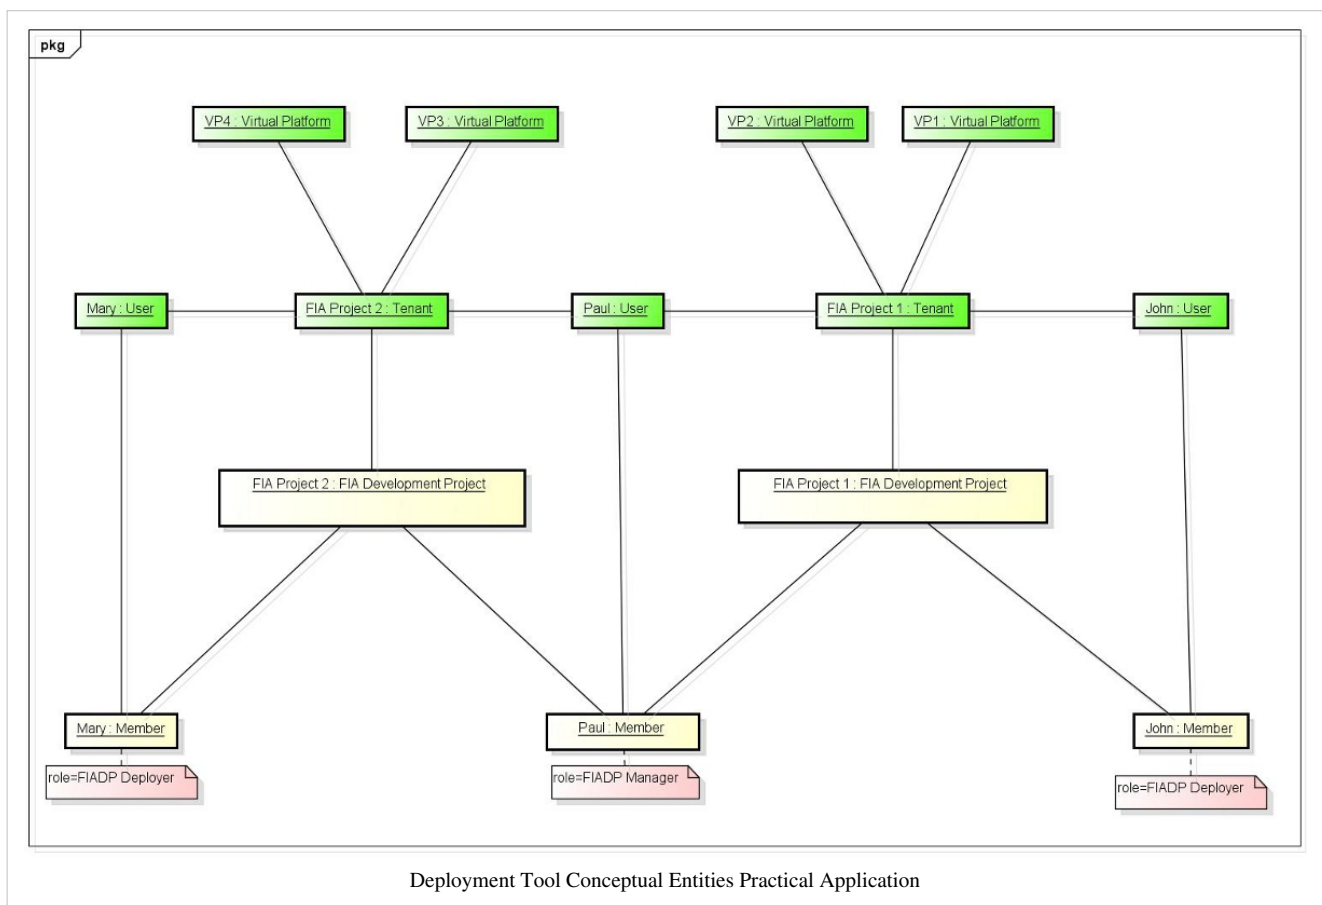 pkg
VP4 : Virtual Platform
VP3 : Virtual Platform
VP2 : Virtual Platform
VP1 : Virtual Platform
Mary : User
FIA Project 2 : Tenant
Paul : User
FIA Project 1 : Tenant
John : User
FIA Project 2 : FIA Development Project
FIA Project 1 : FIA Development Project
Mary : Member
Paul : Member
John : Member
role=FIADP Deployer
role=FIADP Manager
role=FIADP Deployer
Deployment Tool Conceptual Entities Practical Application